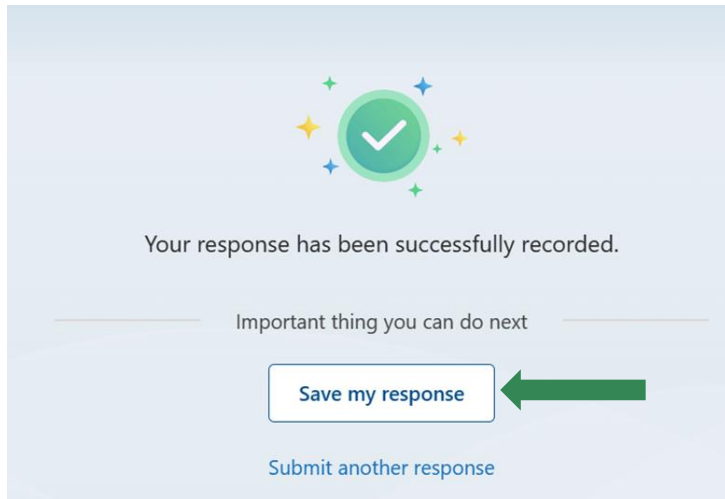 Your response has been successfully recorded.
Important thing you can do next
Save my response
Submit another response